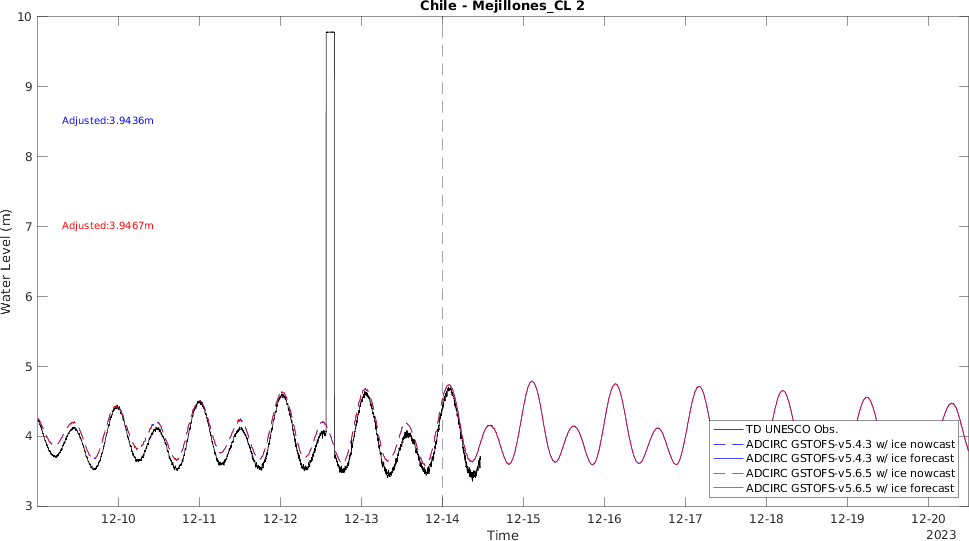 Chile - Mejillones_CL 2
10
9
8
7
6
5
4
3
Water Level (m)
Adjusted:3.9436m
Adjusted:3.9467m
TD UNESCO Obs.
ADCIRC GSTOFS-v5.4.3 w/ ice nowcast
ADCIRC GSTOFS-v5.4.3 w/ ice forecast
ADCIRC GSTOFS-v5.6.5 w/ ice nowcast
ADCIRC GSTOFS-v5.6.5 w/ ice forecast
12-10 12-11 12-12 12-13 12-14 12-15 12-16 12-17 12-18 12-19 12-20
Time
2023